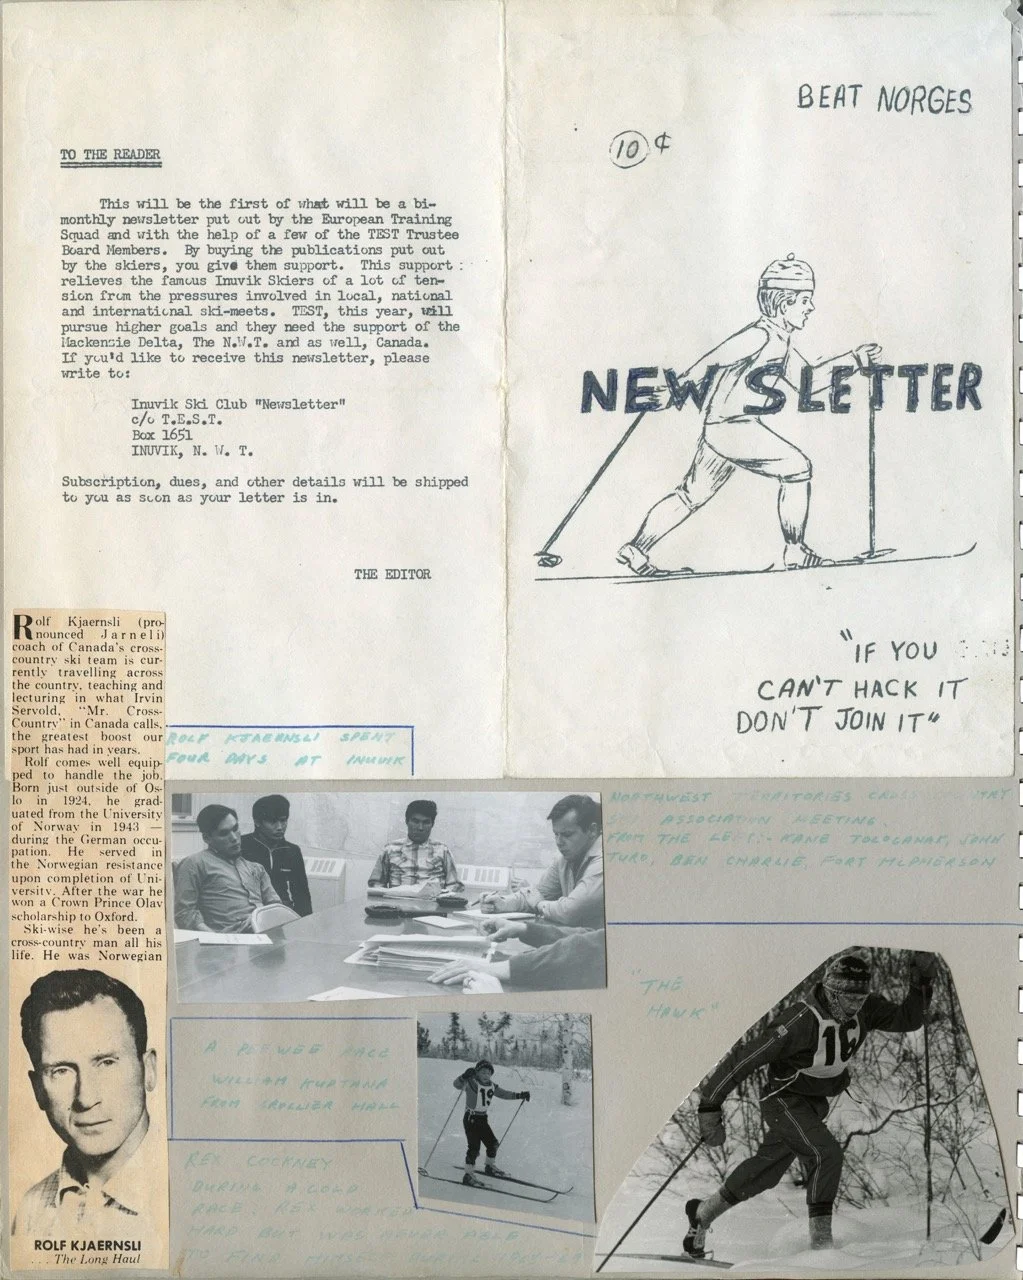 TO THE READER
This will be the first of what will be a bi-
monthly newsletter put out by the European Training
Squad and with the help of a few of the TEST Trustee
Board Members. By buying the publications put out
by the skiers, you give them support. This support
relieves the famous Inuvik Skiers of a lot of ten-
sion from the pressures involved in local, national
and international ski-meets. TEST, this year, will
pursue higher goals and they need the support of the
Mackenzie Delta, The N.W.T. and as well, Canada.
If you'd like to receive this newsletter, please
write to:
Inuvik Ski Club "Newsletter"
c/o T.E.S.T.
Box 1651
INUVIK, N. W. T.
Subscription, dues, and other details will be shipped
to you as soon as your letter is in.
THE EDITOR
BEAT NORGES
10 ¢
NEWSLETTER
"IF YOU
CAN'T HACK IT
DON'T JOIN IT"
Rolf Kjaernsli (pro-
nounced Jarneli)
coach of Canada's cross-
country ski team is cur-
rently travelling across
the country, teaching and
lecturing in what Irvin
Servold, "Mr. Cross-
Country" in Canada calls,
the greatest boost our
sport has had in years.
Rolf comes well equip-
ped to handle the job.
Born just outside of Os-
lo in 1924, he grad-
uated from the University
of Norway in 1943 —
during the German occu-
pation. He served in
the Norwegian resistance
upon completion of Uni-
versity. After the war he
won a Crown Prince Olav
scholarship to Oxford.
Ski-wise he's been a
cross-country man all his
life. He was Norwegian
ROLF KJAERNSLI
... The Long Haul
ROLF KJAERNSLI SPENT
FOUR DAYS AT INUVIK
NORTHWEST TERRITORIES CROSS COUNTRY
SKI ASSOCIATION MEETING.
FROM THE LEFT:- KANE TOLOGANAK, JOHN
TURO, BEN CHARLIE, FORT MCPHERSON
"THE
HAWK"
16
A PEEWEE RACE
WILLIAM KUPTANA
FROM GROLLIER HALL
19
REX COCKNEY
DURING A COLD
RACE. REX WORKED
HARD BUT WAS NEVER ABLE
TO FIND